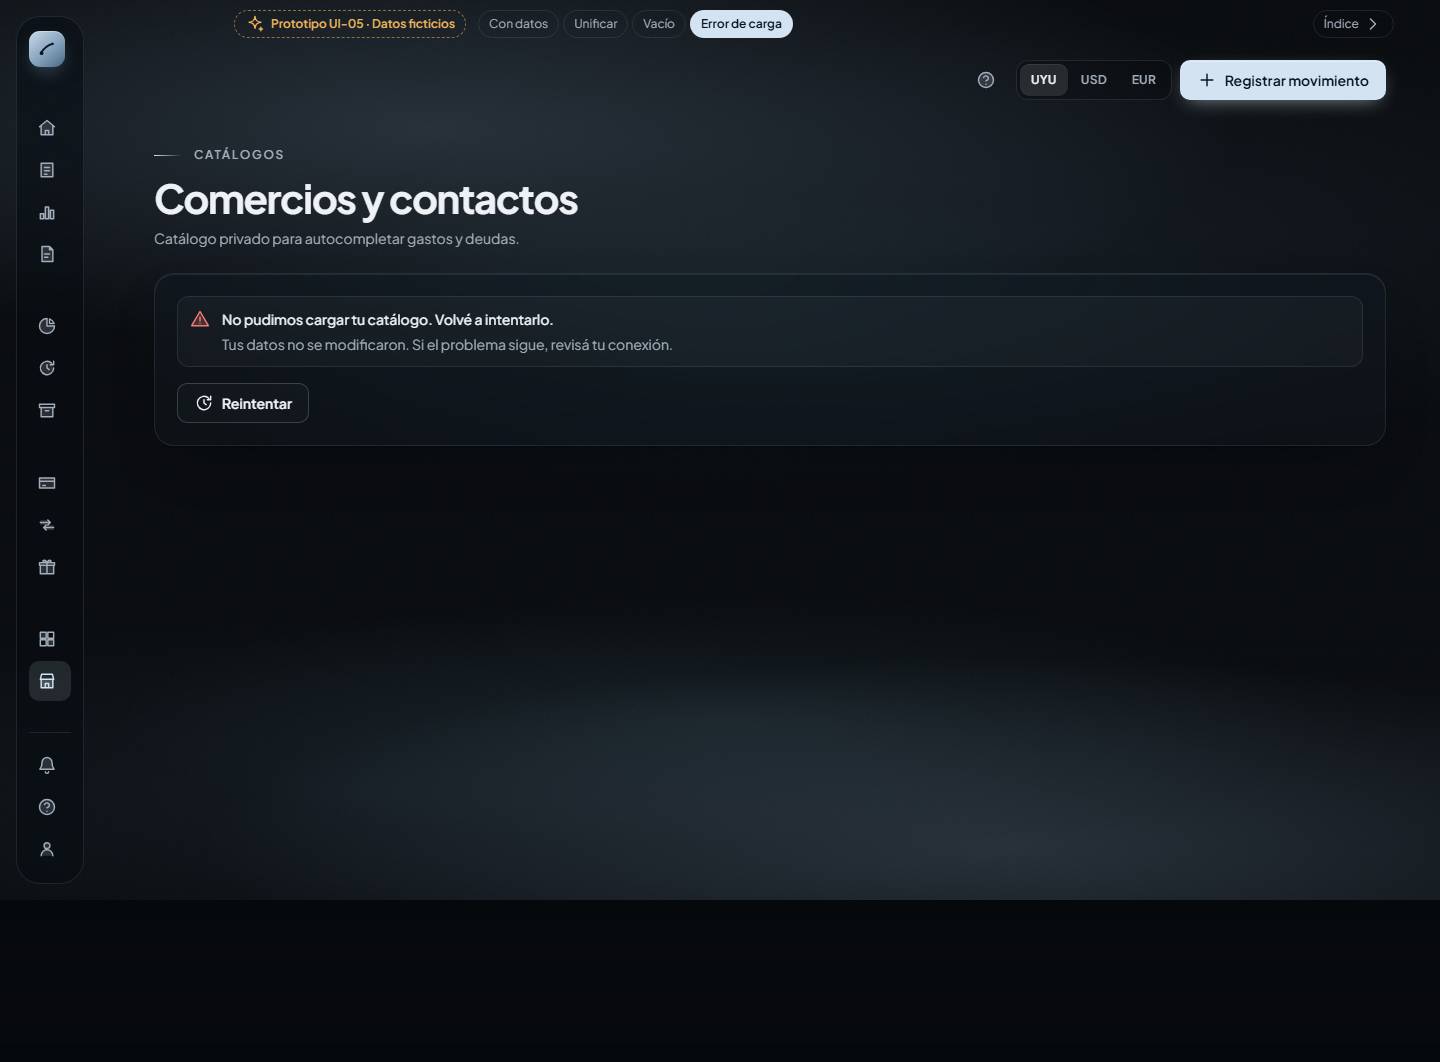 Prototipo UI-05 · Datos ficticios
Con datos
Unificar
Vacío
Error de carga
Índice
UYU
USD
EUR
Registrar movimiento
CATÁLOGOS
Comercios y contactos
Catálogo privado para autocompletar gastos y deudas.
No pudimos cargar tu catálogo. Volvé a intentarlo.
Tus datos no se modificaron. Si el problema sigue, revisá tu conexión.
Reintentar